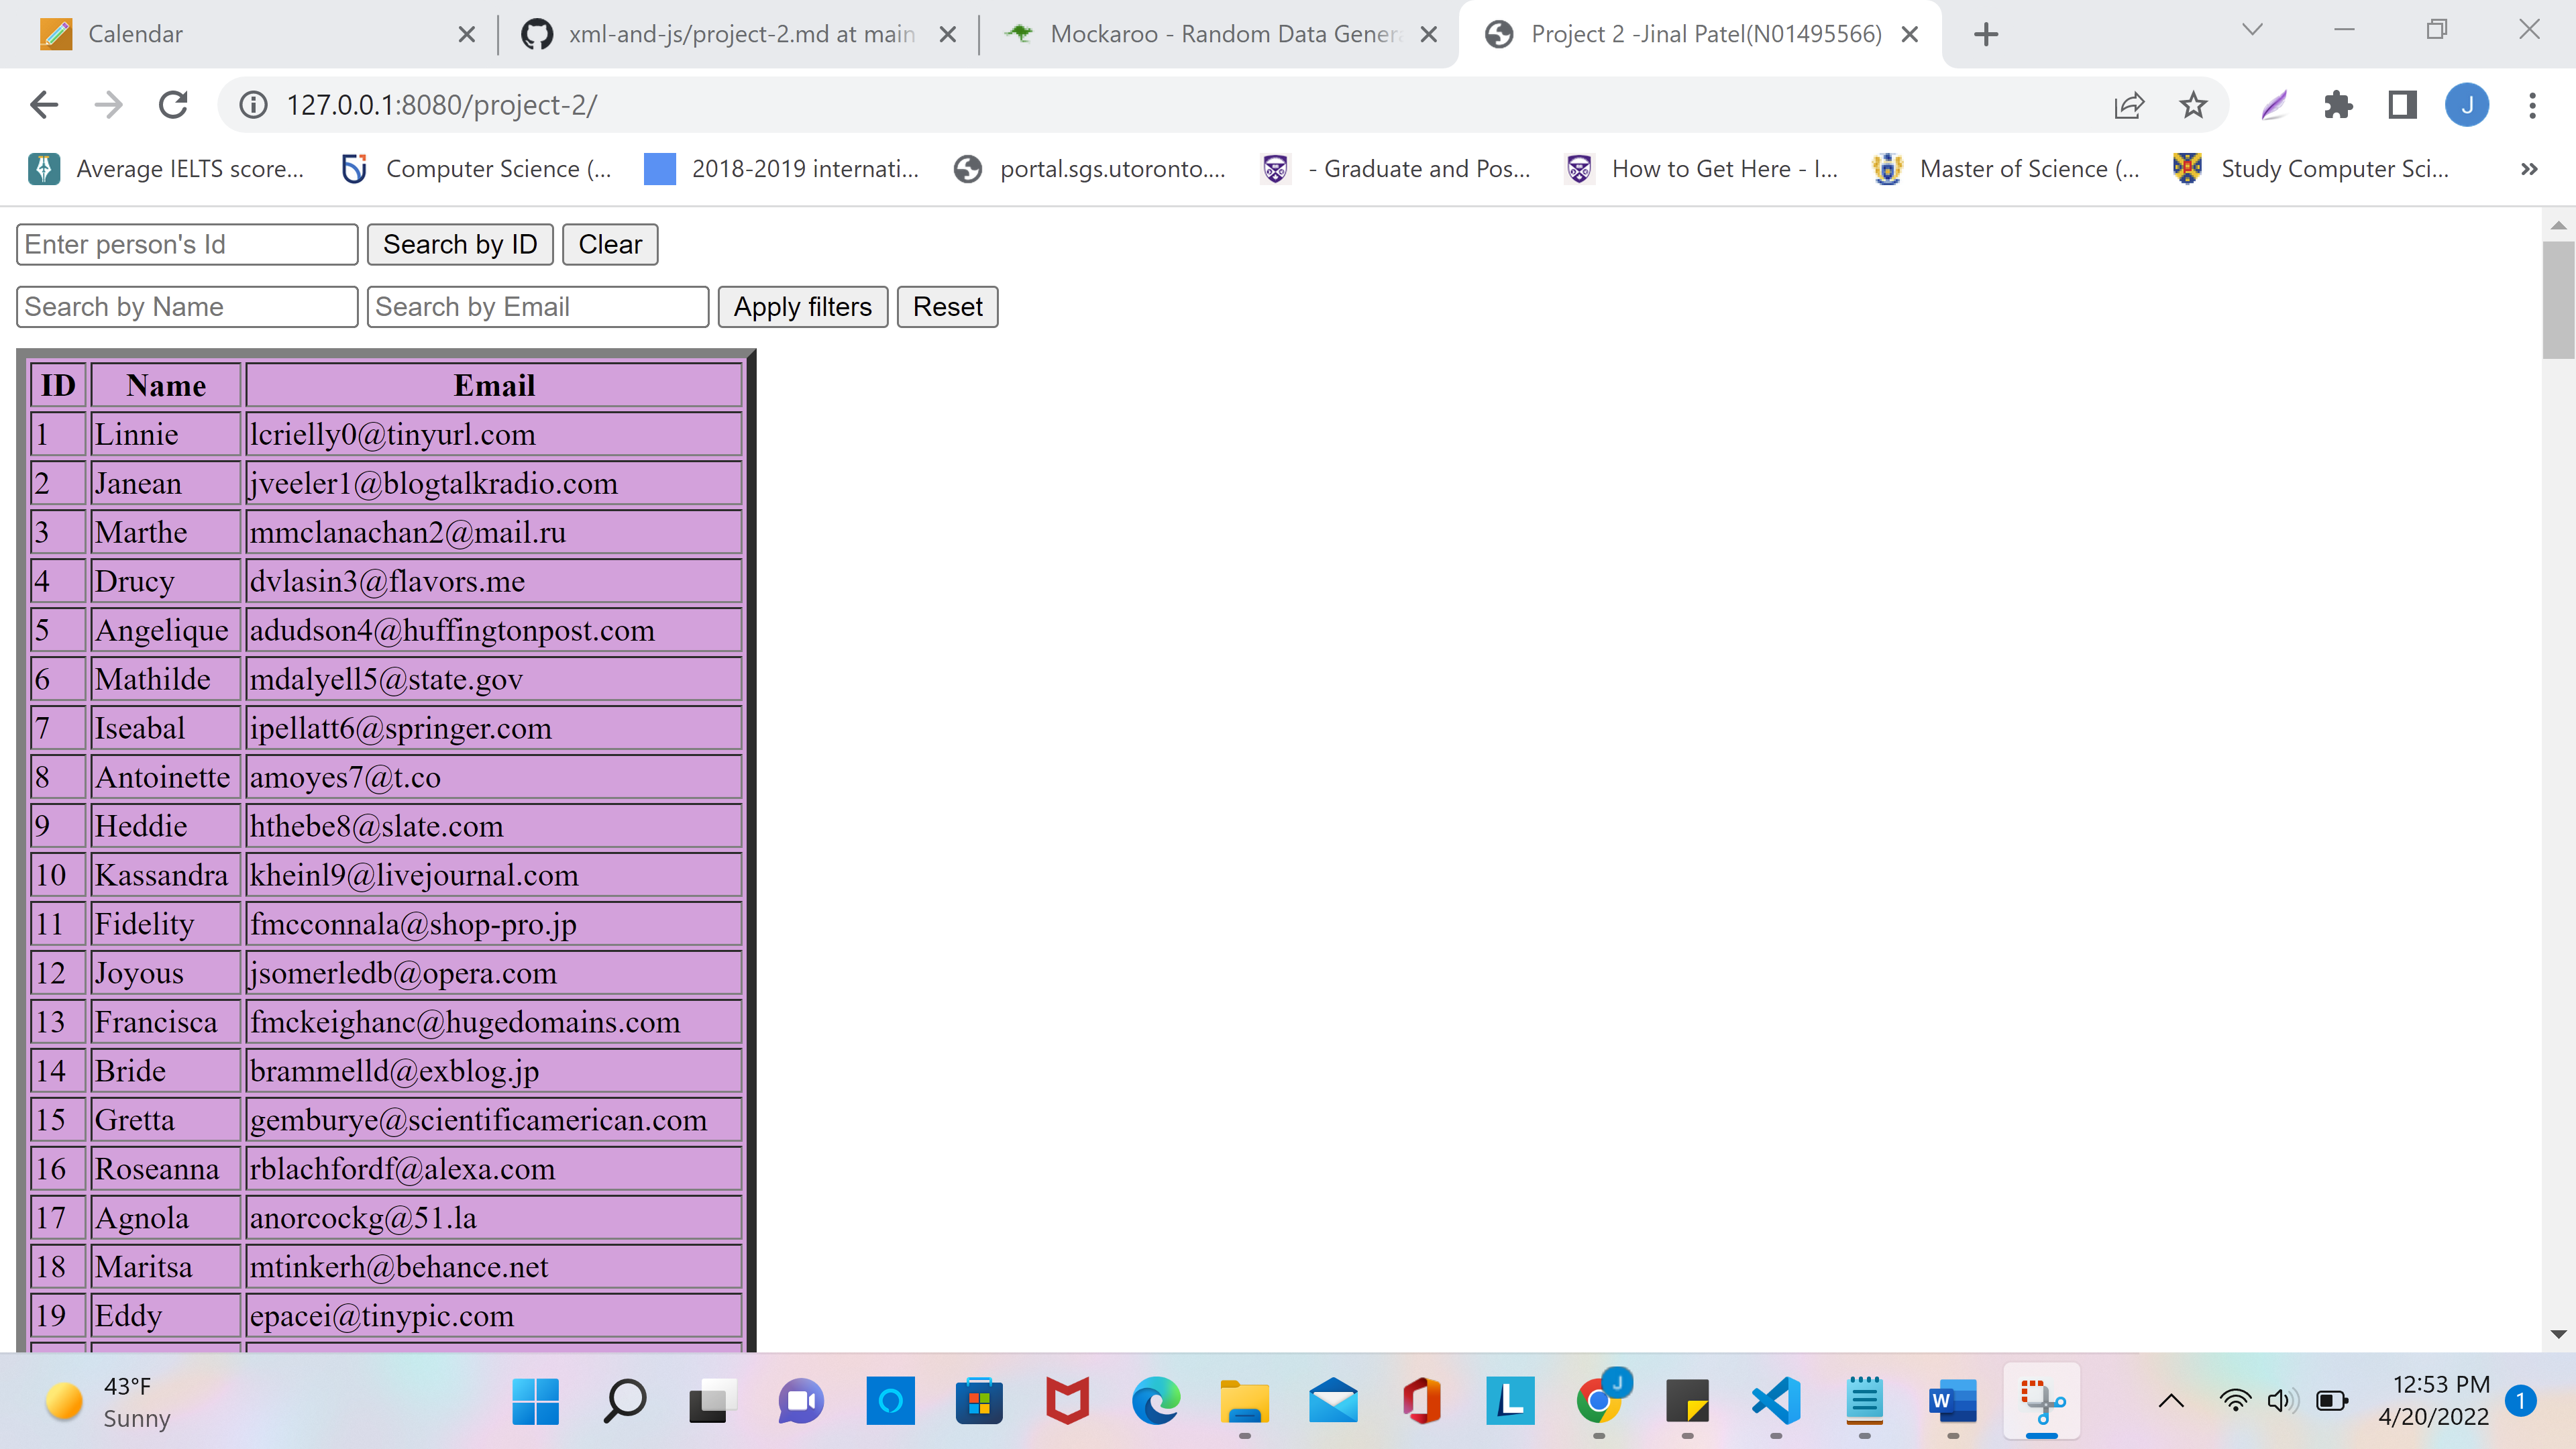 Calendar
xml-and-js/project-2.md at main
Mockaroo - Random Data Genera
Project 2 -Jinal Patel(N01495566)
127.0.0.1:8080/project-2/
J
Average IELTS score...
Computer Science (...
2018-2019 internati...
portal.sgs.utoronto....
- Graduate and Pos...
How to Get Here - I...
Master of Science (...
Study Computer Sci...
»
Enter person's Id Search by ID Clear
Search by Name Search by Email Apply filters Reset
ID Name Email
1 Linnie lcrielly0@tinyurl.com
2 Janean jveeler1@blogtalkradio.com
3 Marthe mmclanachan2@mail.ru
4 Drucy dvlasin3@flavors.me
5 Angelique adudson4@huffingtonpost.com
6 Mathilde mdalyell5@state.gov
7 Iseabal ipellatt6@springer.com
8 Antoinette amoyes7@t.co
9 Heddie hthebe8@slate.com
10 Kassandra kheinl9@livejournal.com
11 Fidelity fmcconnala@shop-pro.jp
12 Joyous jsomerledb@opera.com
13 Francisca fmckeighanc@hugedomains.com
14 Bride brammelld@exblog.jp
15 Gretta gemburye@scientificamerican.com
16 Roseanna rblachfordf@alexa.com
17 Agnola anorcockg@51.la
18 Maritsa mtinkerh@behance.net
19 Eddy epacei@tinypic.com
43°F
Sunny
L
J
W
12:53 PM
4/20/2022
1